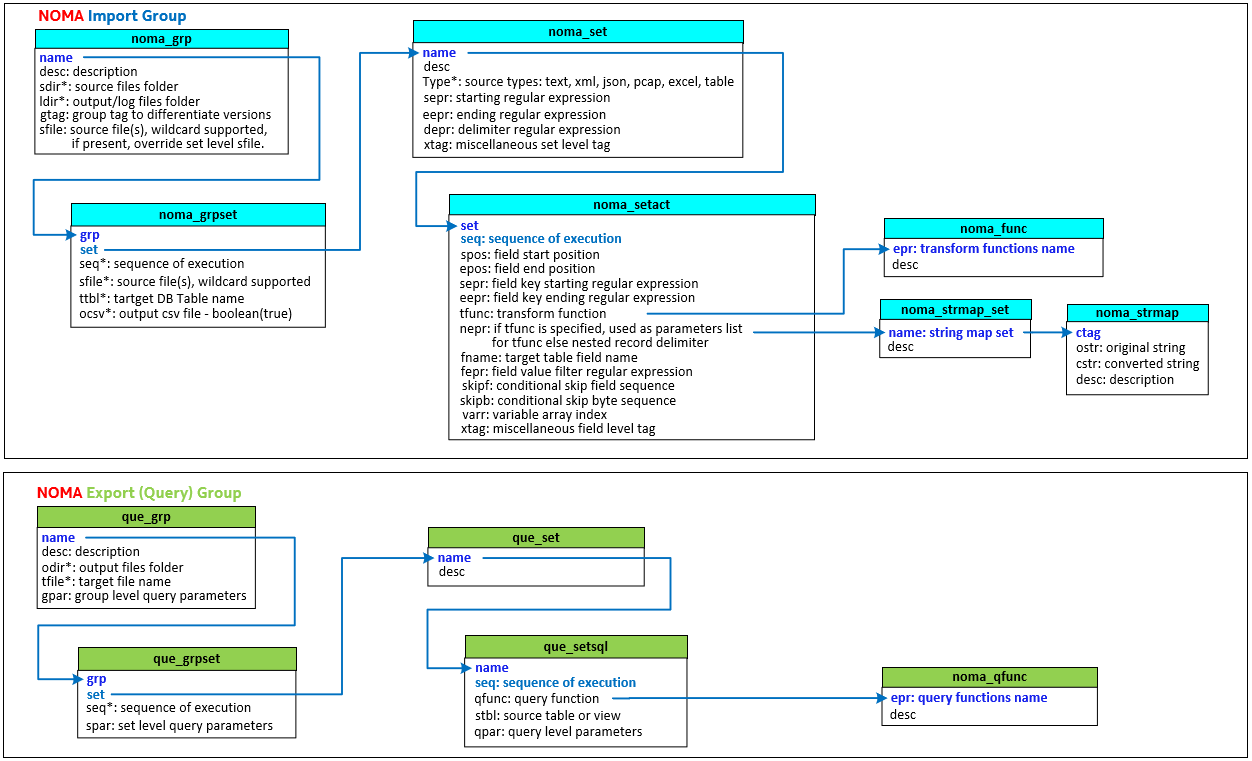 NOMA Import Group
noma_grp
name
desc: description
sdir*: source files folder
ldir*: output/log files folder
gtag: group tag to differentiate versions
sfile: source file(s), wildcard supported,
if present, override set level sfile.
noma_set
name
desc
Type*: source types: text, xml, json, pcap, excel, table
sepr: starting regular expression
eepr: ending regular expression
depr: delimiter regular expression
xtag: miscellaneous set level tag
noma_grpset
grp
set
seq*: sequence of execution
sfile*: source file(s), wildcard supported
ttbl*: tartget DB Table name
ocsv*: output csv file - boolean(true)
noma_setact
set
seq: sequence of execution
spos: field start position
epos: field end position
sepr: field key starting regular expression
eepr: field key ending regular expression
tfunc: transform function
nepr: if tfunc is specified, used as parameters list
for tfunc else nested record delimiter
fname: target table field name
fepr: field value filter regular expression
skipf: conditional skip field sequence
skipb: conditional skip byte sequence
varr: variable array index
xtag: miscellaneous field level tag
noma_func
epr: transform functions name
desc
noma_strmap_set
name: string map set
desc
noma_strmap
ctag
ostr: original string
cstr: converted string
desc: description
NOMA Export (Query) Group
que_grp
name
desc: description
odir*: output files folder
tfile*: target file name
gpar: group level query parameters
que_set
name
desc
que_grpset
grp
set
seq*: sequence of execution
spar: set level query parameters
que_setsql
name
seq: sequence of execution
qfunc: query function
stbl: source table or view
qpar: query level parameters
noma_qfunc
epr: query functions name
desc